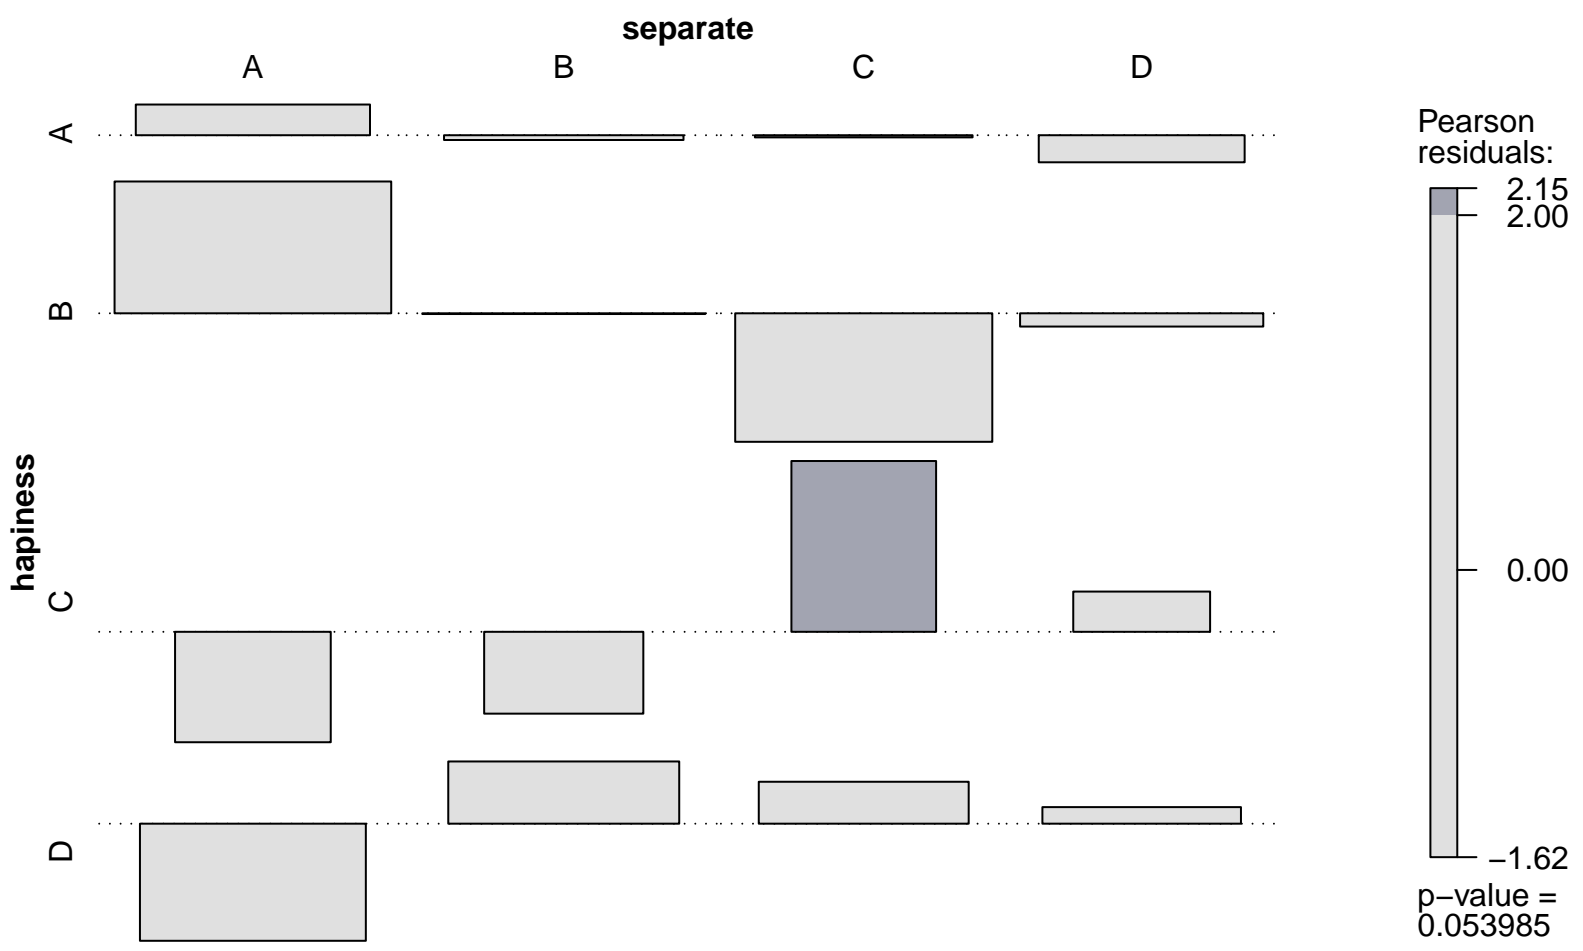 separate
A B C D
A
B
C
D
hapiness
Pearson
residuals:
2.15
2.00
0.00
−1.62
p−value =
0.053985